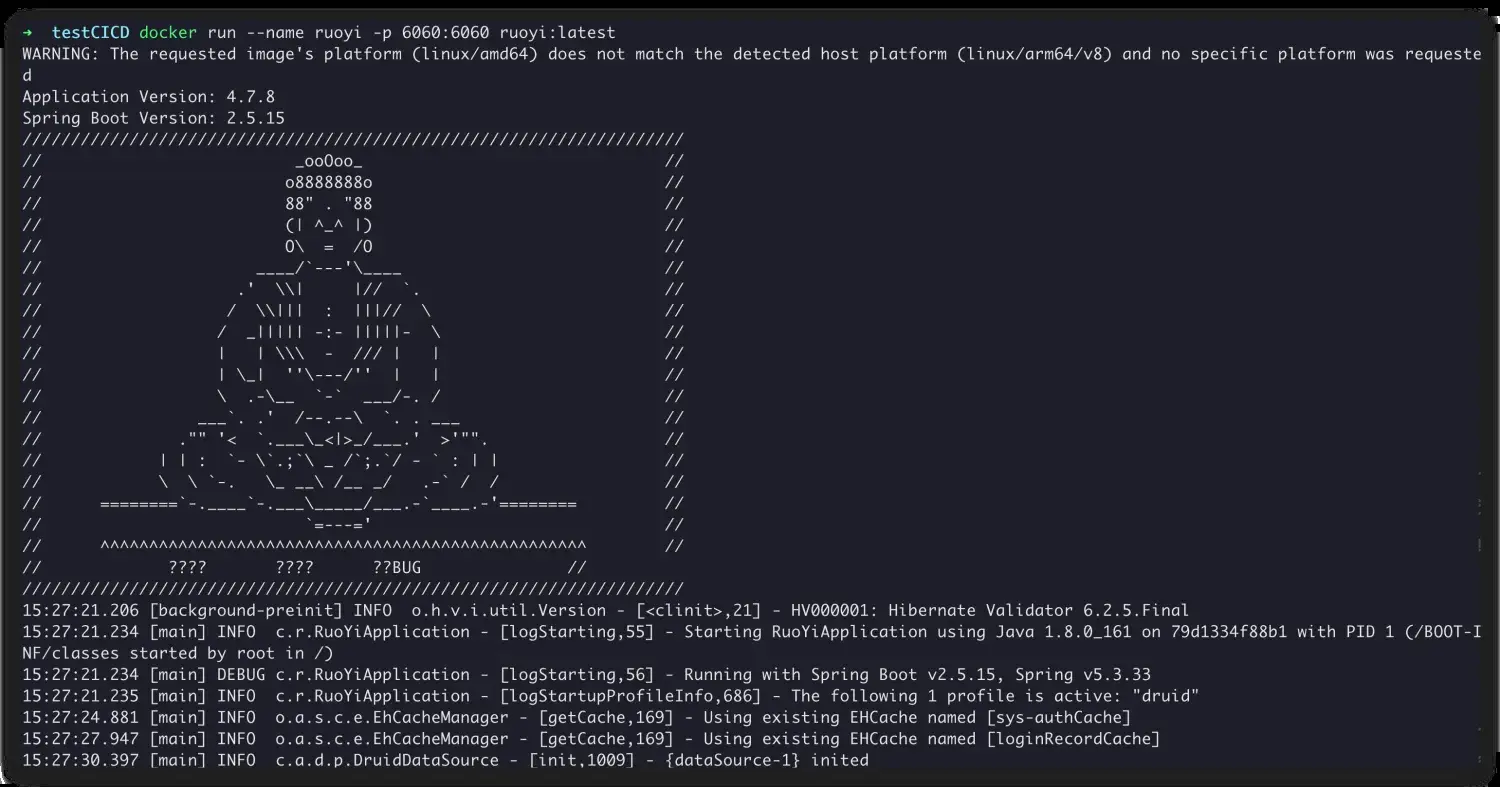 ➜  testCICD docker run --name ruoyi -p 6060:6060 ruoyi:latest
WARNING: The requested image's platform (linux/amd64) does not match the detected host platform (linux/arm64/v8) and no specific platform was requeste
d
Application Version: 4.7.8
Spring Boot Version: 2.5.15
////////////////////////////////////////////////////////////////////
//                          _ooOoo_                               //
//                         o8888888o                              //
//                         88" . "88                              //
//                         (| ^_^ |)                              //
//                         O\  =  /O                              //
//                      ____/`---'\____                           //
//                    .'  \\|     |//  `.                         //
//                   /  \\|||  :  |||//  \                        //
//                  /  _||||| -:- |||||-  \                       //
//                  |   | \\\  -  /// |   |                       //
//                  | \_|  ''\---/''  |   |                       //
//                  \  .-\__  `-`  ___/-. /                       //
//                ___`. .'  /--.--\  `. . ___                     //
//              ."" '<  `.___\_<|>_/___.'  >'"".                  //
//            | | :  `- \`.;`\ _ /`;.`/ - ` : | |                 //
//            \  \ `-.   \_ __\ /__ _/   .-` /  /                 //
//      ========`-.____`-.___\_____/___.-`____.-'========         //
//                           `=---='                              //
//      ^^^^^^^^^^^^^^^^^^^^^^^^^^^^^^^^^^^^^^^^^^^^^^^^^^        //
//             ????       ????      ??BUG               //
////////////////////////////////////////////////////////////////////
15:27:21.206 [background-preinit] INFO  o.h.v.i.util.Version - [<clinit>,21] - HV000001: Hibernate Validator 6.2.5.Final
15:27:21.234 [main] INFO  c.r.RuoYiApplication - [logStarting,55] - Starting RuoYiApplication using Java 1.8.0_161 on 79d1334f88b1 with PID 1 (/BOOT-I
NF/classes started by root in /)
15:27:21.234 [main] DEBUG c.r.RuoYiApplication - [logStarting,56] - Running with Spring Boot v2.5.15, Spring v5.3.33
15:27:21.235 [main] INFO  c.r.RuoYiApplication - [logStartupProfileInfo,686] - The following 1 profile is active: "druid"
15:27:24.881 [main] INFO  o.a.s.c.e.EhCacheManager - [getCache,169] - Using existing EHCache named [sys-authCache]
15:27:27.947 [main] INFO  o.a.s.c.e.EhCacheManager - [getCache,169] - Using existing EHCache named [loginRecordCache]
15:27:30.397 [main] INFO  c.a.d.p.DruidDataSource - [init,1009] - {dataSource-1} inited